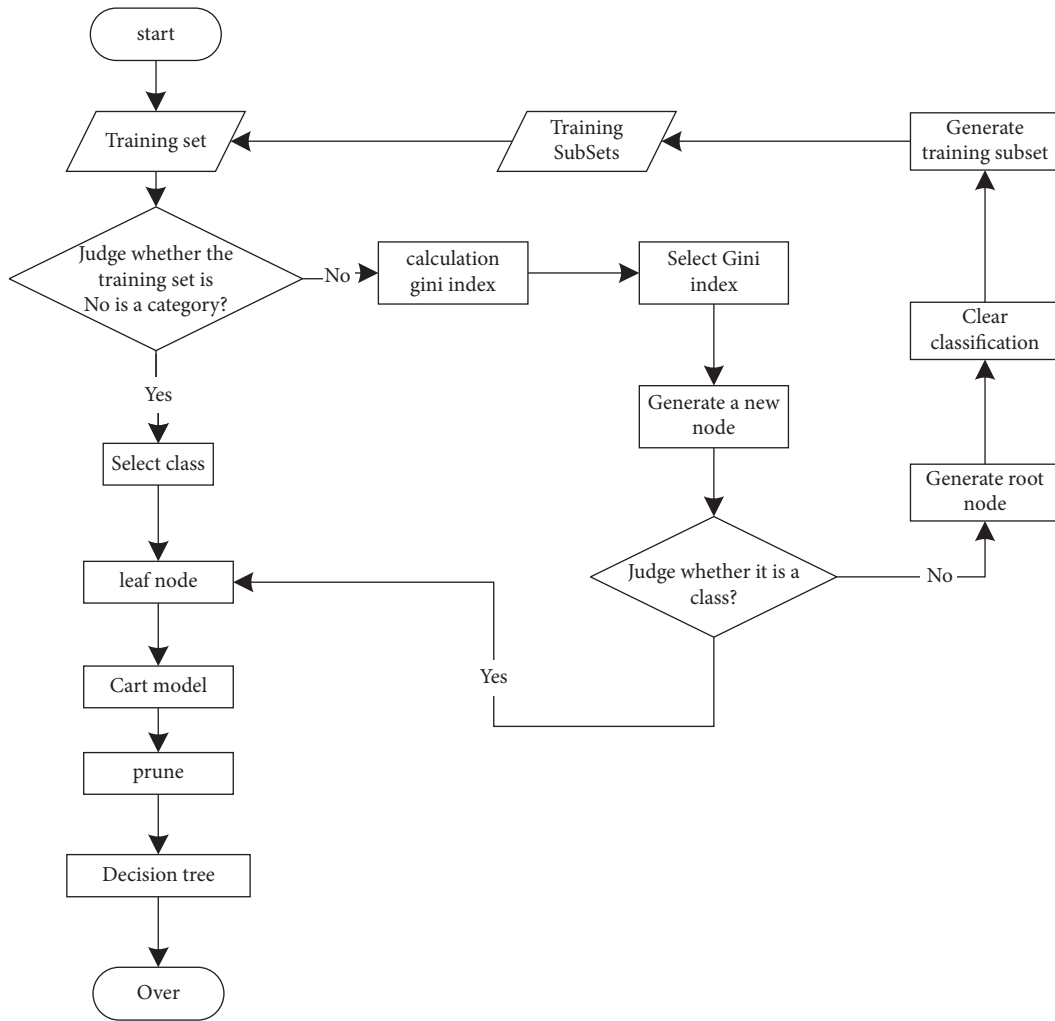 start
Training set
Training
SubSets
Generate
training subset
Judge whether the
training set is
No is a category?
No
calculation
gini index
Select Gini
index
Clear
classification
Yes
Generate a new
node
Select class
Generate root
node
leaf node
Judge whether it is a
class?
No
Yes
Cart model
prune
Decision tree
Over